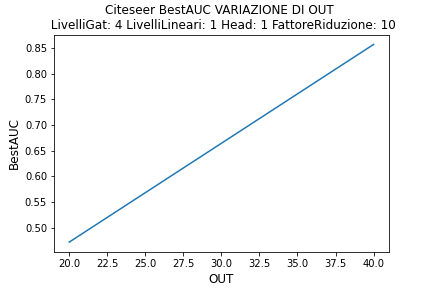 Citeseer BestAUC VARIAZIONE DI OUT
LivelliGat: 4 LivelliLineari: 1 Head: 1 FattoreRiduzione: 10
0.85
0.80
0.75
0.70
0.65
0.60
0.55
0.50
BestAUC
20.0 22.5 25.0 27.5 30.0 32.5 35.0 37.5 40.0
OUT